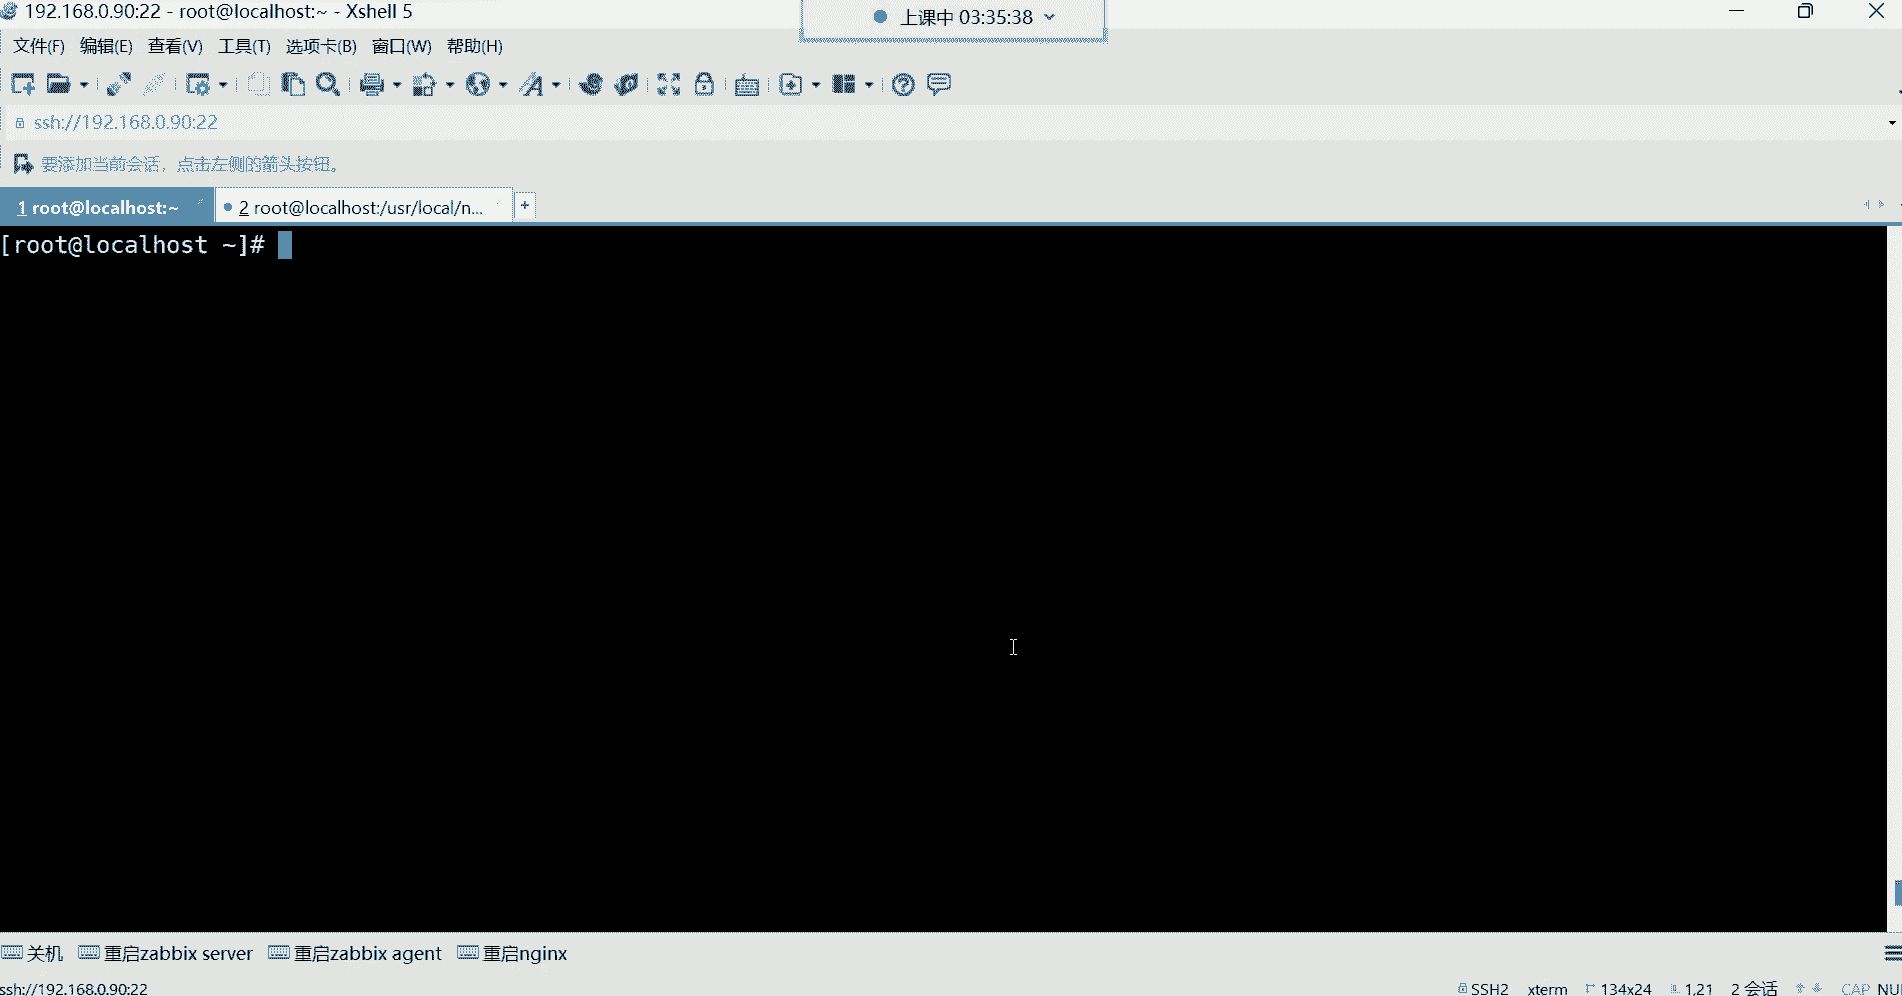 192.168.0.90:22 - root@localhost:~ - Xshell 5
上课中 03:35:38
文件(F) 编辑(E) 查看(V) 工具(T) 选项卡(B) 窗口(W) 帮助(H)
ssh://192.168.0.90:22
要添加当前会话，点击左侧的箭头按钮。
1 root@localhost:~
2 root@localhost:/usr/local/n...
+
[root@localhost ~]#
关机 重启zabbix server 重启zabbix agent 重启nginx
ssh://192.168.0.90:22
SSH2 xterm 134x24 1,21 2 会话 CAP NU